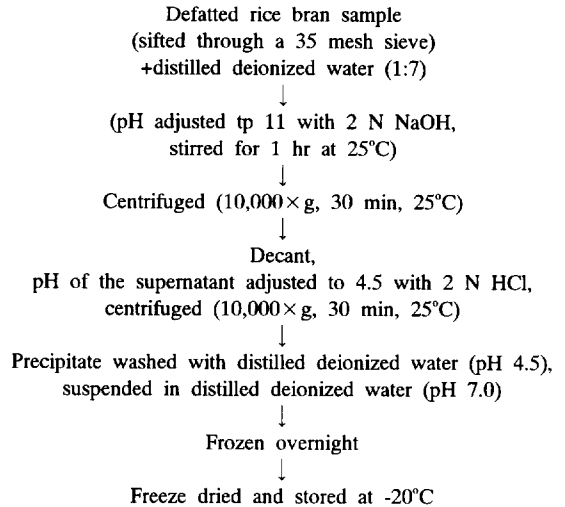 Defatted rice bran sample
(sifted through a 35 mesh sieve)
+distilled deionized water (1:7)
↓
(pH adjusted tp 11 with 2 N NaOH,
stirred for 1 hr at 25°C)
↓
Centrifuged (10,000×g, 30 min, 25°C)
↓
Decant,
pH of the supernatant adjusted to 4.5 with 2 N HCl,
centrifuged (10,000×g, 30 min, 25°C)
↓
Precipitate washed with distilled deionized water (pH 4.5),
suspended in distilled deionized water (pH 7.0)
↓
Frozen overnight
↓
Freeze dried and stored at -20°C